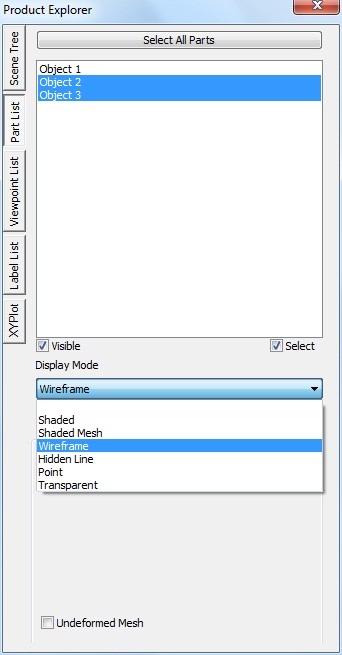 Product Explorer
Select All Parts
Scene Tree
Part List
Viewpoint List
Label List
XYPlot
Object 1
Object 2
Object 3
Visible
Select
Display Mode
Wireframe
Shaded
Shaded Mesh
Wireframe
Hidden Line
Point
Transparent
Undeformed Mesh